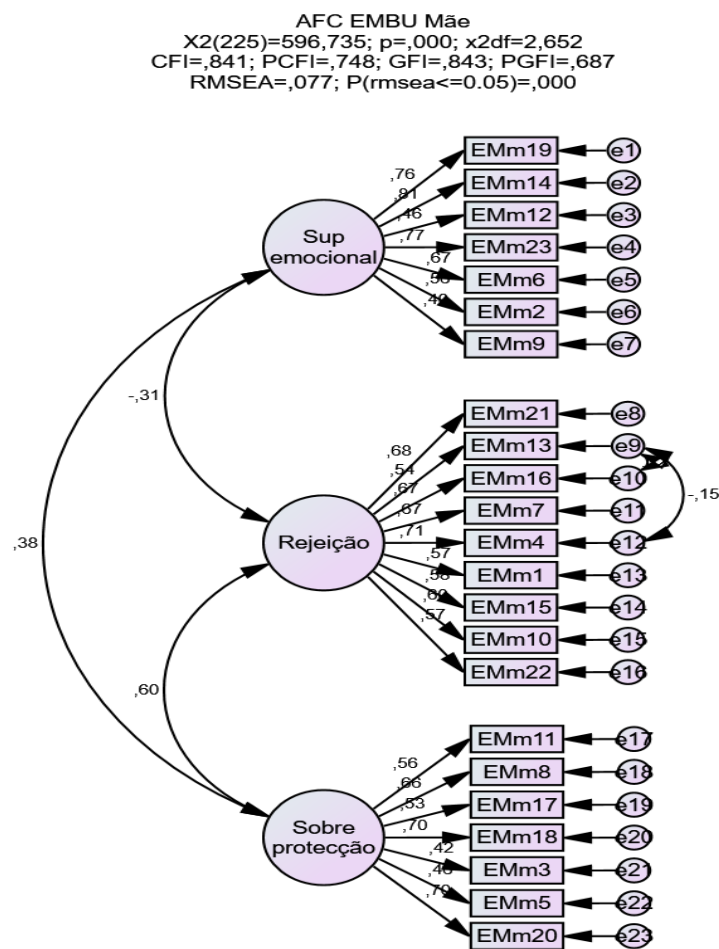 AFC EMBU Mãe
X2(225)=596,735; p=,000; x2df=2,652
CFI=,841; PCFI=,748; GFI=,843; PGFI=,687
RMSEA=,077; P(rmsea<=0.05)=,000
EMm19 e1
,76
EMm14 e2
,81
Sup
emocional
,46
EMm12 e3
,77
EMm23 e4
,67
EMm6 e5
EMm2 e6
EMm9 e7
-,31
EMm21 e8
,68
EMm13 e9
,54
EMm16 e10
,67
-,15
EMm7 e11
,67
,38
Rejeição
,71
EMm4 e12
,57
EMm1 e13
,58
EMm15 e14
EMm10 e15
,57
EMm22 e16
,60
EMm11 e17
,56
EMm8 e18
,66
EMm17 e19
,53
Sobre
protecção
,70
EMm18 e20
,42
EMm3 e21
EMm5 e22
EMm20 e23